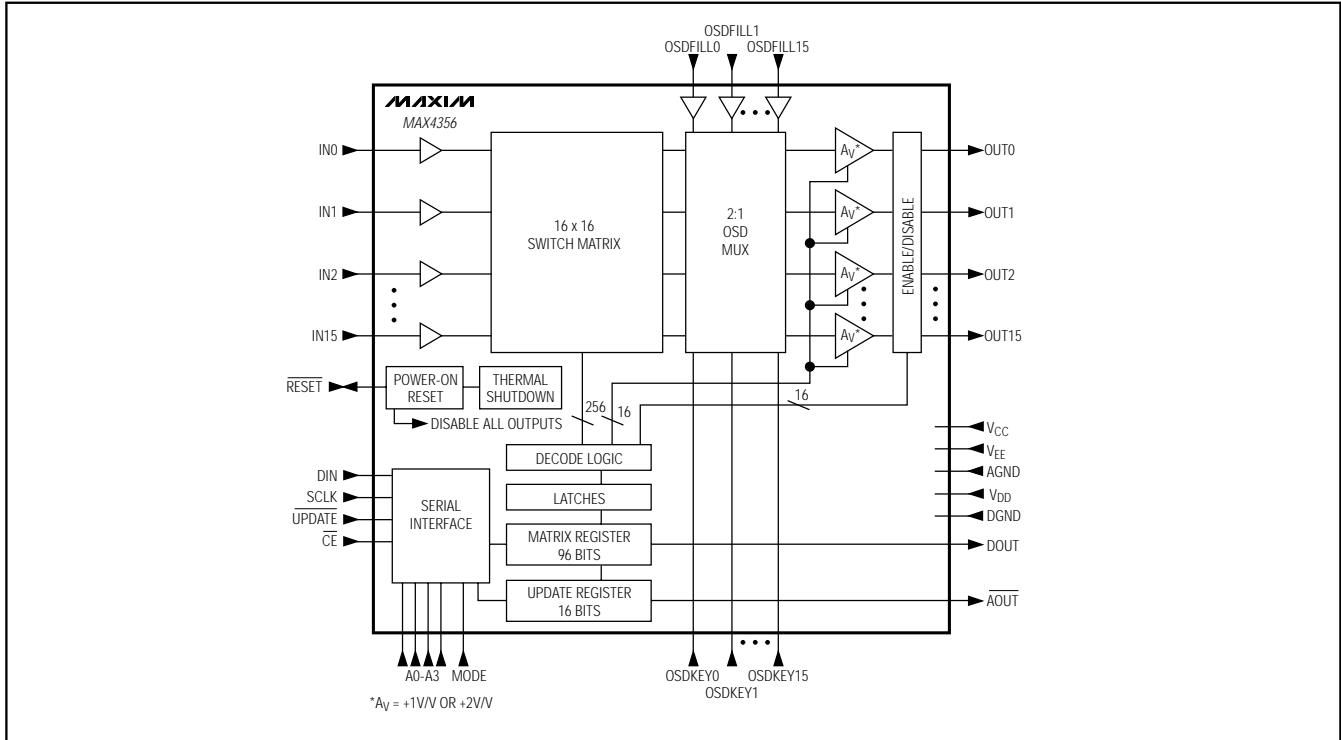 OSDFILL1
OSDFILL0 OSDFILL15
MAXIM
MAX4356
IN0
IN1
IN2
IN15
16 x 16
SWITCH MATRIX
2:1
OSD
MUX
AV*
AV*
AV*
AV*
ENABLE/DISABLE
OUT0
OUT1
OUT2
OUT15
RESET
POWER-ON
RESET
THERMAL
SHUTDOWN
DISABLE ALL OUTPUTS
256
16
16
VCC
VEE
AGND
VDD
DGND
DECODE LOGIC
LATCHES
MATRIX REGISTER
96 BITS
UPDATE REGISTER
16 BITS
DIN
SCLK
UPDATE
CE
SERIAL
INTERFACE
DOUT
AOUT
A0-A3 MODE
OSDKEY0 OSDKEY15
OSDKEY1
*AV = +1V/V OR +2V/V